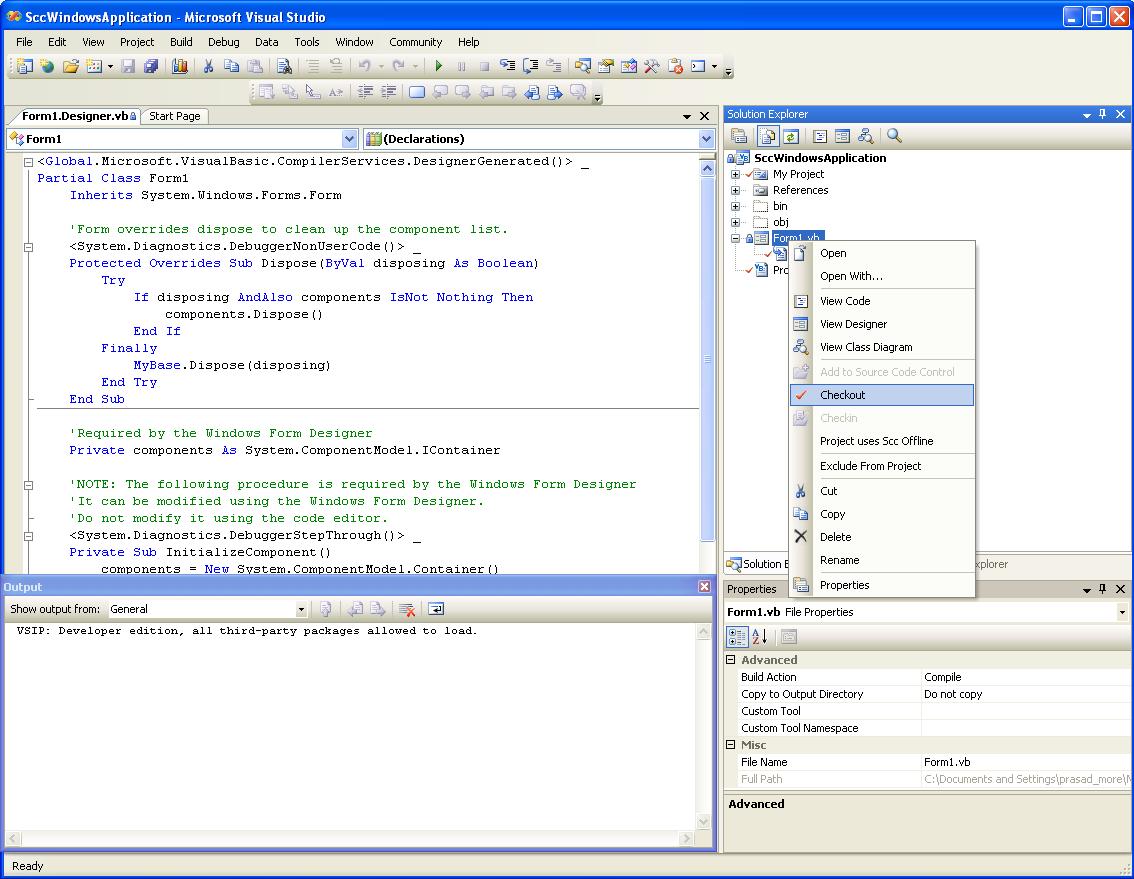 SccWindowsApplication - Microsoft Visual Studio
File Edit View Project Build Debug Data Tools Window Community Help
Form1.Designer.vb Start Page
Form1 (Declarations)
<Global.Microsoft.VisualBasic.CompilerServices.DesignerGenerated()> _
Partial Class Form1
Inherits System.Windows.Forms.Form
'Form overrides dispose to clean up the component list.
<System.Diagnostics.DebuggerNonUserCode()> _
Protected Overrides Sub Dispose(ByVal disposing As Boolean)
Try
If disposing AndAlso components IsNot Nothing Then
components.Dispose()
End If
Finally
MyBase.Dispose(disposing)
End Try
End Sub
'Required by the Windows Form Designer
Private components As System.ComponentModel.IContainer
'NOTE: The following procedure is required by the Windows Form Designer
'It can be modified using the Windows Form Designer.
'Do not modify it using the code editor.
<System.Diagnostics.DebuggerStepThrough()> _
Private Sub InitializeComponent()
components = New System.ComponentModel.Container()
Output
Show output from: General
VSIP: Developer edition, all third-party packages allowed to load.
Solution Explorer
SccWindowsApplication
My Project
References
bin
obj
Form1.vb
Pro
Open
Open With...
View Code
View Designer
View Class Diagram
Add to Source Code Control
Checkout
Checkin
Project uses Scc Offline
Exclude From Project
Cut
Copy
Delete
Rename
Properties
Solution E xplorer
Properties
Form1.vb File Properties
Advanced
Build Action Compile
Copy to Output Directory Do not copy
Custom Tool
Custom Tool Namespace
Misc
File Name Form1.vb
Full Path C:\Documents and Settings\prasad_more\M
Advanced
Ready